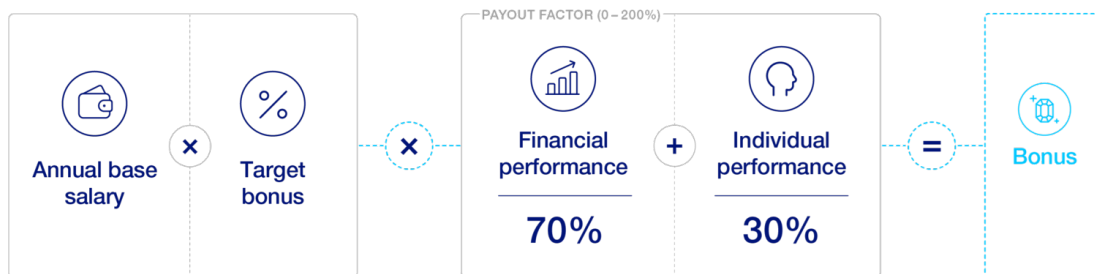 PAYOUT FACTOR (0–200%)
Annual base
salary
×
Target
bonus
×
Financial
performance
70%
+
Individual
performance
30%
=
Bonus